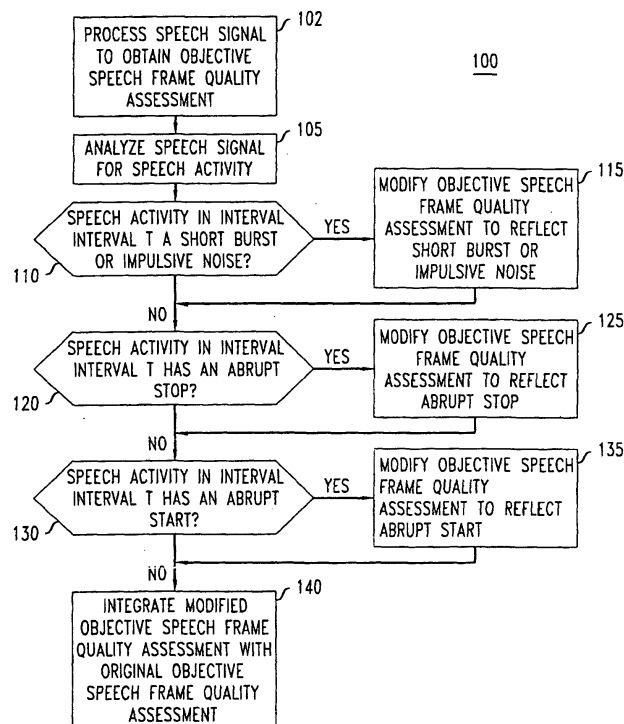 102
PROCESS SPEECH SIGNAL
TO OBTAIN OBJECTIVE
SPEECH FRAME QUALITY
ASSESSMENT
100
105
ANALYZE SPEECH SIGNAL
FOR SPEECH ACTIVITY
SPEECH ACTIVITY IN INTERVAL
INTERVAL T A SHORT BURST
OR IMPULSIVE NOISE?
110
YES
115
MODIFY OBJECTIVE SPEECH
FRAME QUALITY
ASSESSMENT TO REFLECT
SHORT BURST OR
IMPULSIVE NOISE
NO
SPEECH ACTIVITY IN INTERVAL
INTERVAL T HAS AN ABRUPT
STOP?
120
YES
125
MODIFY OBJECTIVE SPEECH
FRAME QUALITY
ASSESSMENT TO REFLECT
ABRUPT STOP
NO
SPEECH ACTIVITY IN INTERVAL
INTERVAL T HAS AN ABRUPT
START?
130
YES
135
MODIFY OBJECTIVE SPEECH
FRAME QUALITY
ASSESSMENT TO REFLECT
ABRUPT START
NO
140
INTEGRATE MODIFIED
OBJECTIVE SPEECH FRAME
QUALITY ASSESSMENT WITH
ORIGINAL OBJECTIVE
SPEECH FRAME QUALITY
ASSESSMENT